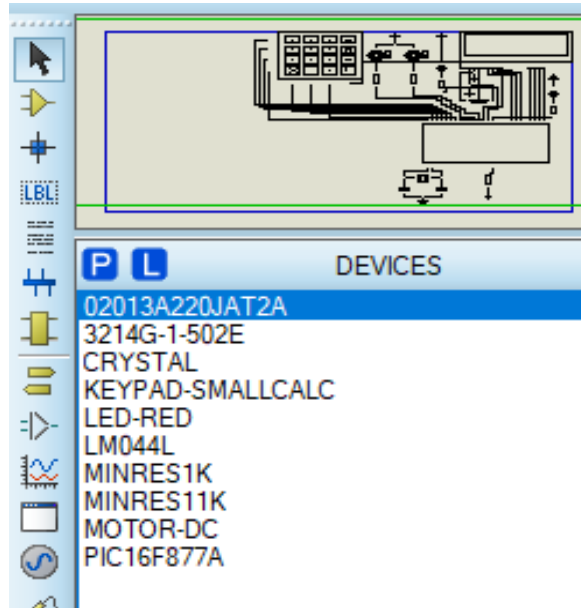 LBL
P L DEVICES
02013A220JAT2A
3214G-1-502E
CRYSTAL
KEYPAD-SMALLCALC
LED-RED
LM044L
MINRES1K
MINRES11K
MOTOR-DC
PIC16F877A